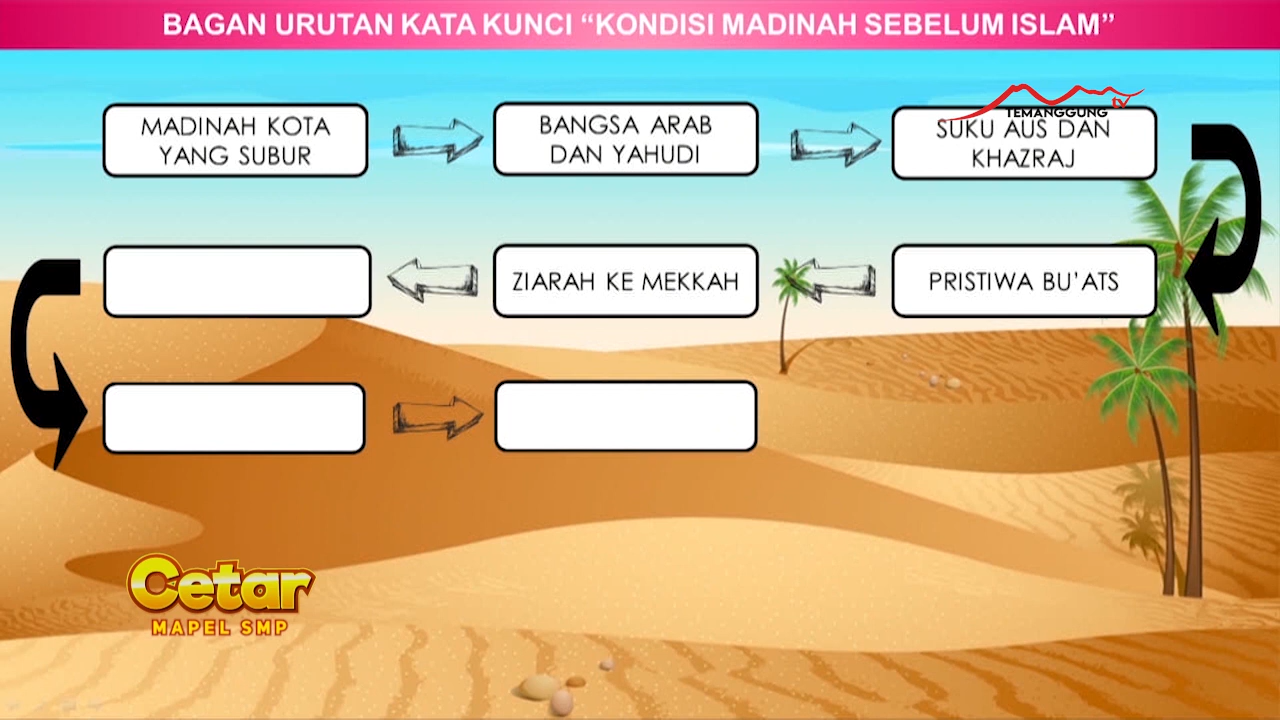 BAGAN URUTAN KATA KUNCI “KONDISI MADINAH SEBELUM ISLAM”
MADINAH KOTA
YANG SUBUR
BANGSA ARAB
DAN YAHUDI
TEMANGGUNG tv
SUKU AUS DAN
KHAZRAJ
PRISTIWA BU’ATS
ZIARAH KE MEKKAH
Cetar
MAPEL SMP